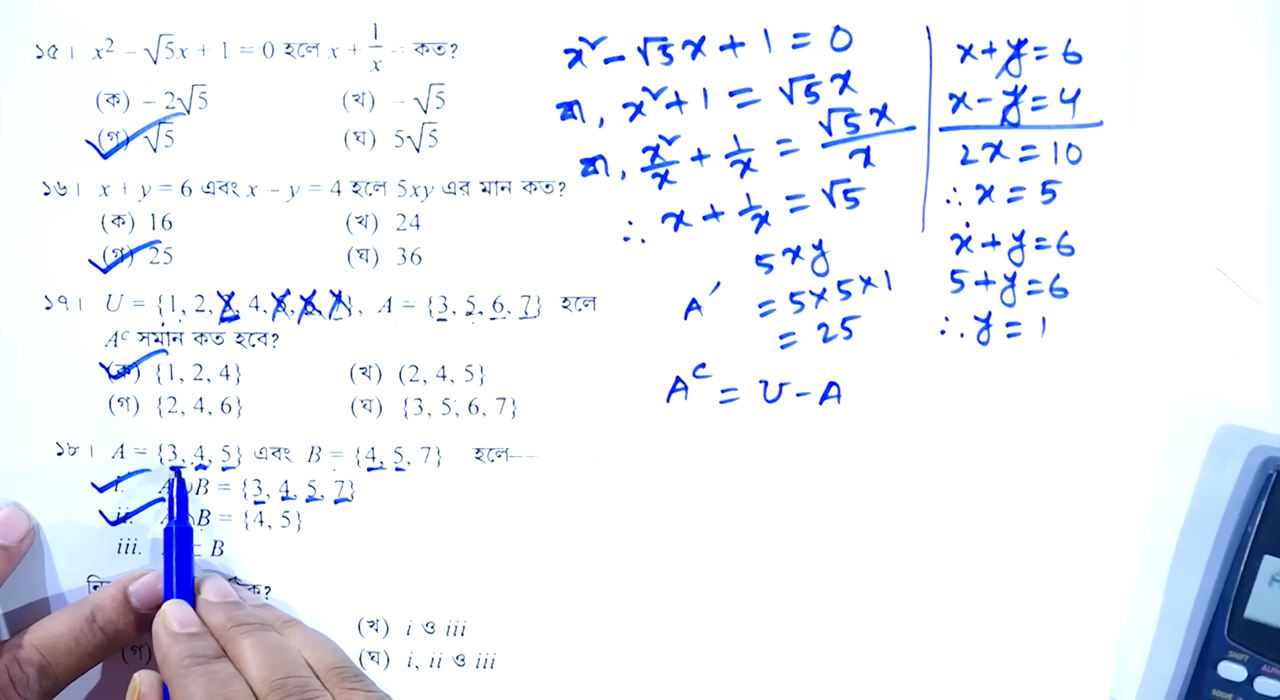 ১৫। x² − √5x + 1 = 0 হলে x + 1/x = কত?
(ক) − 2√5 (খ) − √5
(গ) √5 (ঘ) 5√5
১৬। x + y = 6 এবং x − y = 4 হলে 5xy এর মান কত?
(ক) 16 (খ) 24
(গ) 25 (ঘ) 36
১৭। U = {1, 2, 3, 4, 5, 6, 7}, A = {3, 5, 6, 7} হলে
Aᶜ সমান কত হবে?
(ক) {1, 2, 4} (খ) (2, 4, 5}
(গ) {2, 4, 6} (ঘ) {3, 5, 6, 7}
১৮। A = {3, 4, 5} এবং B = {4, 5, 7} হলে—
i. B = {3, 4, 5, 7}
ii. B = {4, 5}
iii. B
(খ) i ও iii
(গ) (ঘ) i, ii ও iii
x² − √5x + 1 = 0
বা, x² + 1 = √5x
বা, x²/x + 1/x = √5x/x
∴ x + 1/x = √5
5xy
= 5×5×1
= 25
A′
Aᶜ = U − A
x + y = 6
x − y = 4
2x = 10
∴ x = 5
x + y = 6
5 + y = 6
∴ y = 1
SHIFT